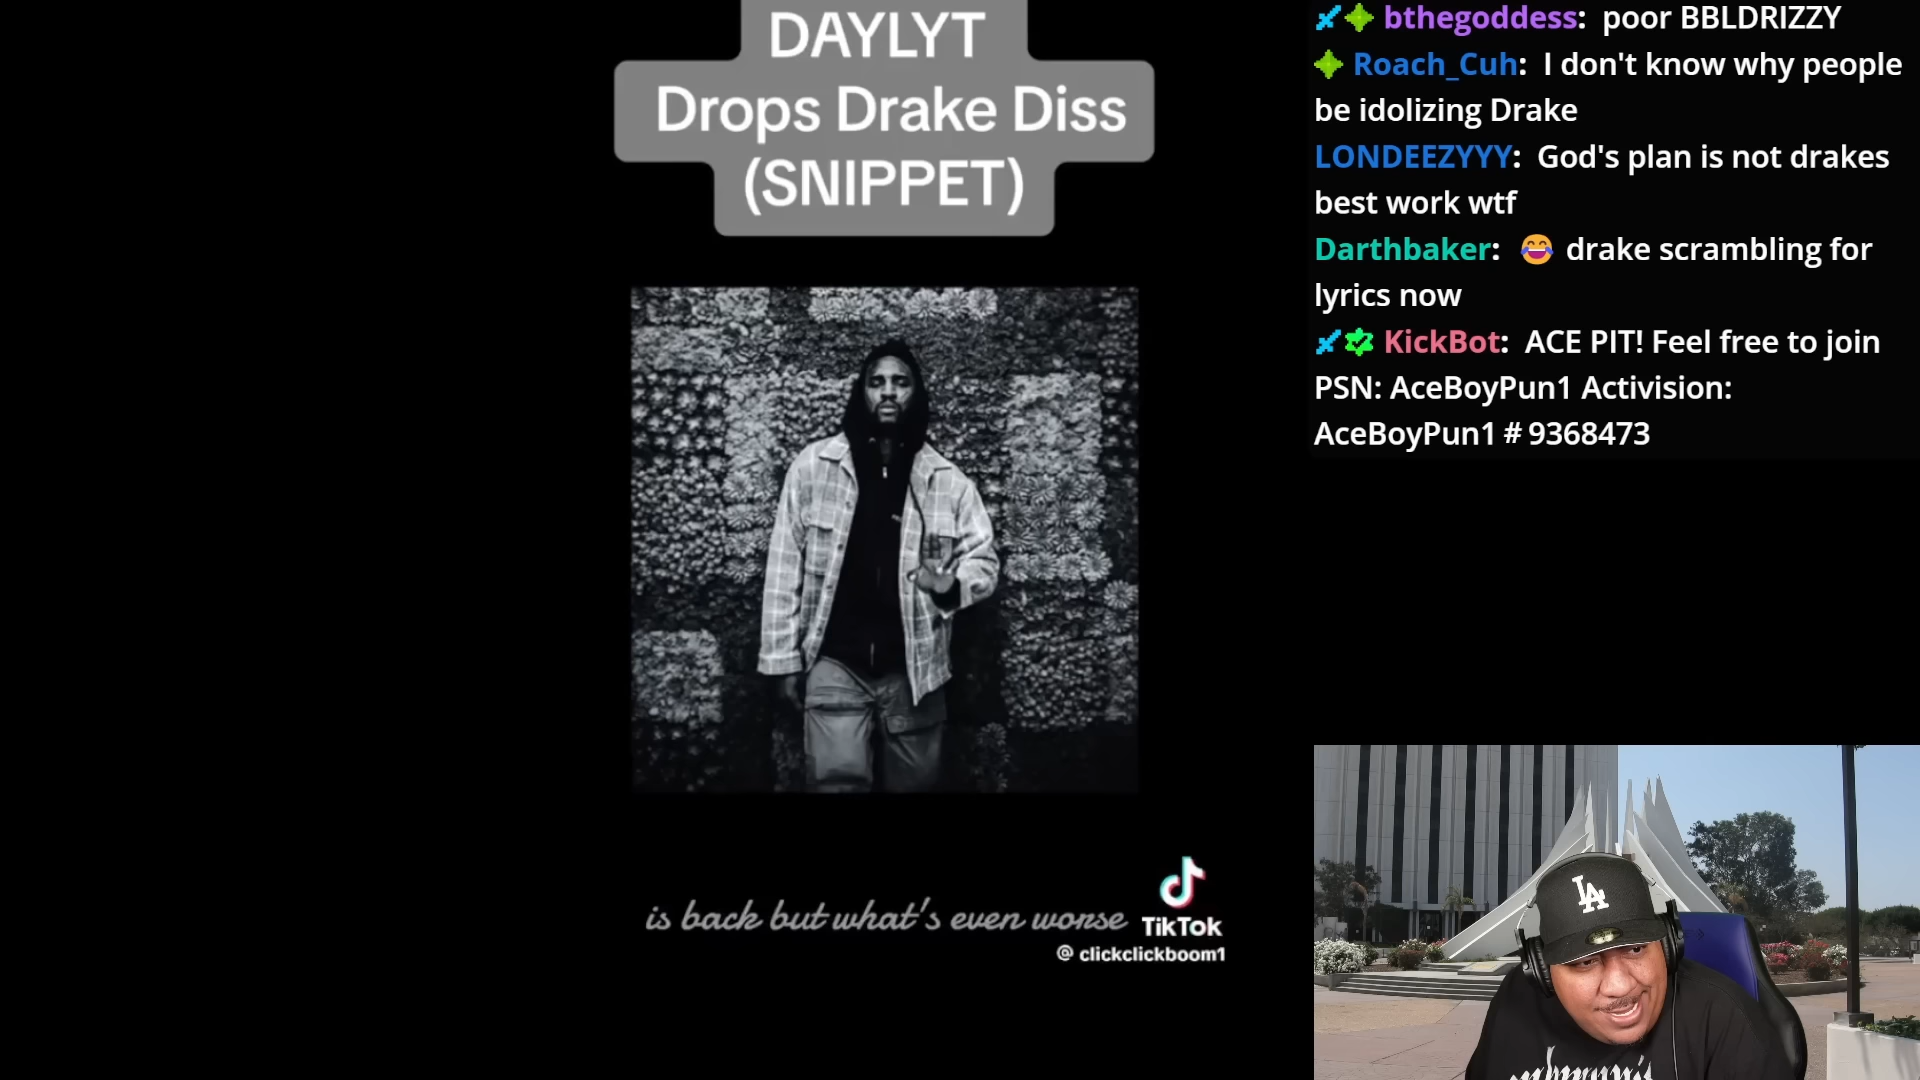 DAYLYT
Drops Drake Diss
(SNIPPET)
is back but what's even worse
TikTok
@ clickclickboom1
bthegoddess: poor BBLDRIZZY
Roach_Cuh: I don't know why people
be idolizing Drake
LONDEEZYYY: God's plan is not drakes
best work wtf
Darthbaker: 😂 drake scrambling for
lyrics now
KickBot: ACE PIT! Feel free to join
PSN: AceBoyPun1 Activision:
AceBoyPun1 # 9368473
LA